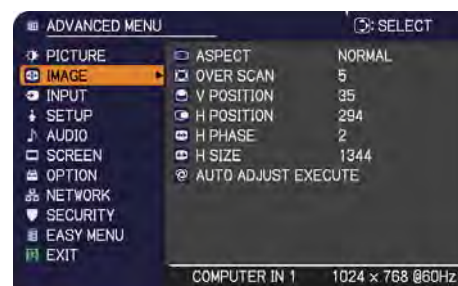 ADVANCED MENU : SELECT
PICTURE ASPECT NORMAL
IMAGE OVER SCAN 5
INPUT V POSITION 35
SETUP H POSITION 294
AUDIO H PHASE 2
SCREEN H SIZE 1344
OPTION AUTO ADJUST EXECUTE
NETWORK
SECURITY
EASY MENU
EXIT
COMPUTER IN 1 1024 × 768 @60Hz